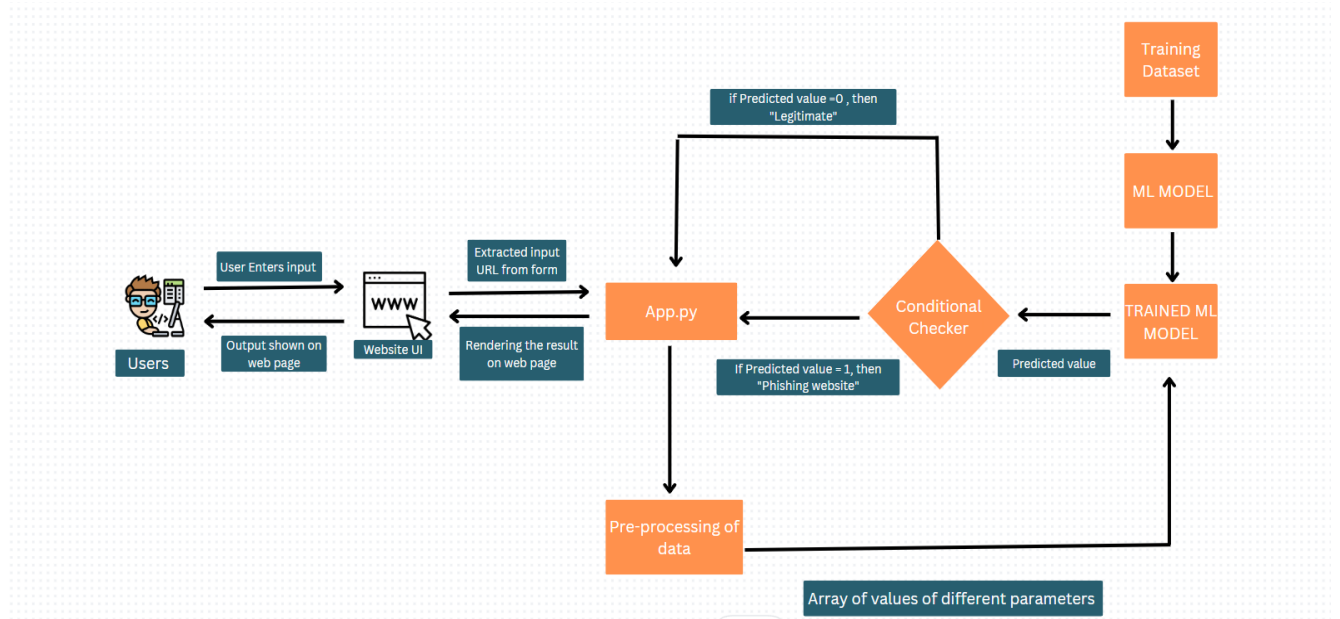 Training
Dataset
if Predicted value =0 , then
"Legitimate"
ML MODEL
User Enters input
Extracted input
URL from form
WWW
App.py
Conditional
Checker
TRAINED ML
MODEL
Users
Output shown on
web page
Website UI
Rendering the result
on web page
If Predicted value = 1, then
"Phishing website"
Predicted value
Pre-processing of
data
Array of values of different parameters